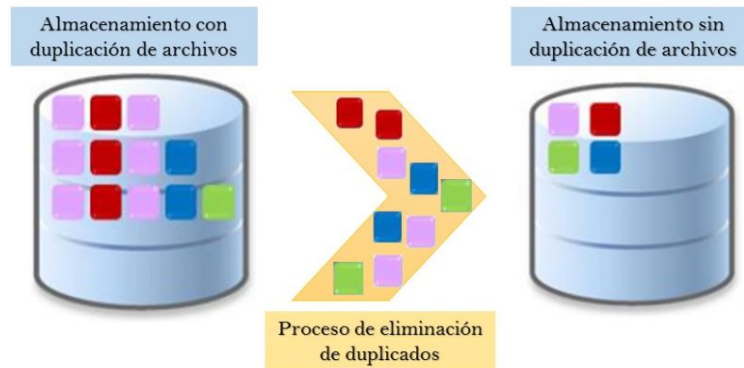 Almacenamiento con
duplicación de archivos
Almacenamiento sin
duplicación de archivos
Proceso de eliminación
de duplicados